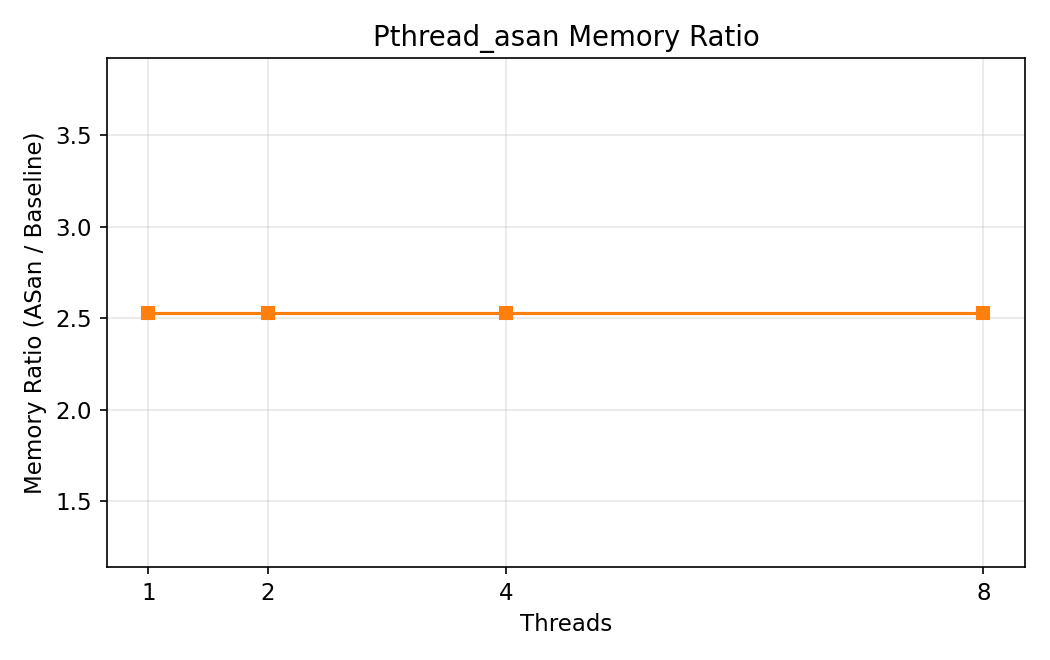 Pthread_asan Memory Ratio
Memory Ratio (ASan / Baseline)
3.5
3.0
2.5
2.0
1.5
1 2 4 8
Threads